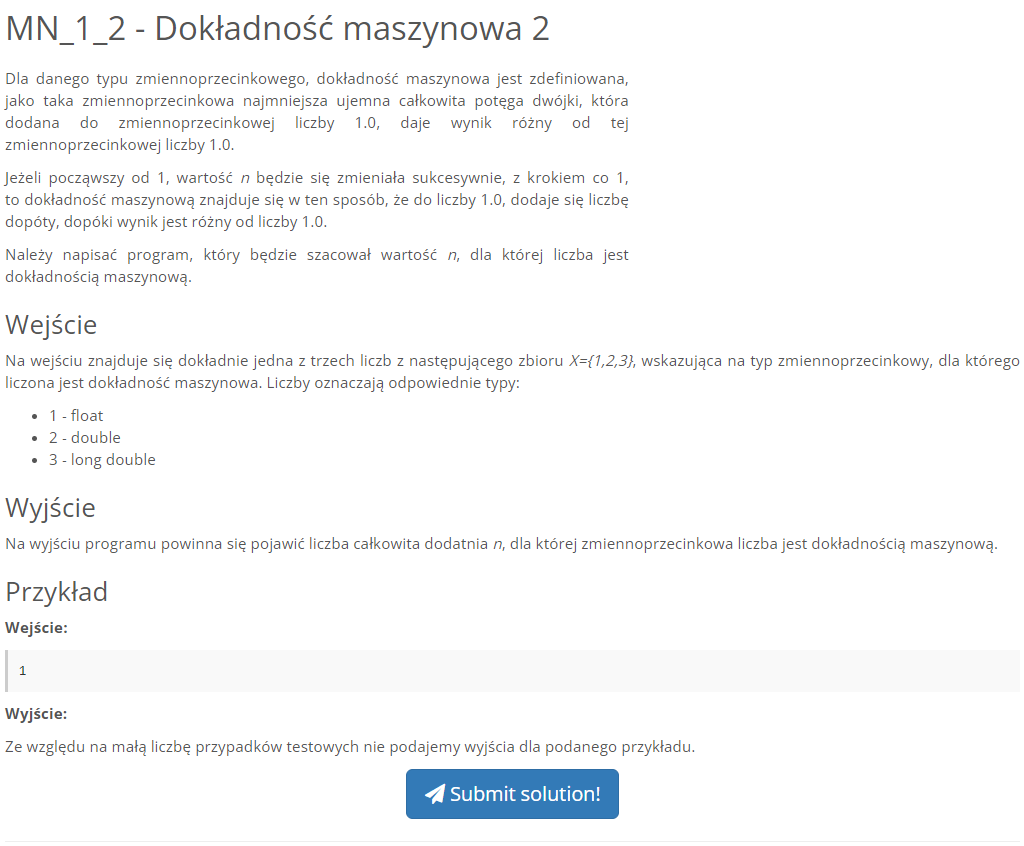 MN_1_2 - Dokładność maszynowa 2
Dla danego typu zmiennoprzecinkowego, dokładność maszynowa jest zdefiniowana,
jako taka zmiennoprzecinkowa najmniejsza ujemna całkowita potęga dwójki, która
dodana do zmiennoprzecinkowej liczby 1.0, daje wynik różny od tej
zmiennoprzecinkowej liczby 1.0.
Jeżeli począwszy od 1, wartość n będzie się zmieniała sukcesywnie, z krokiem co 1,
to dokładność maszynową znajduje się w ten sposób, że do liczby 1.0, dodaje się liczbę
dopóty, dopóki wynik jest różny od liczby 1.0.
Należy napisać program, który będzie szacował wartość n, dla której liczba jest
dokładnością maszynową.
Wejście
Na wejściu znajduje się dokładnie jedna z trzech liczb z następującego zbioru X={1,2,3}, wskazująca na typ zmiennoprzecinkowy, dla którego
liczona jest dokładność maszynowa. Liczby oznaczają odpowiednie typy:
• 1 - float
• 2 - double
• 3 - long double
Wyjście
Na wyjściu programu powinna się pojawić liczba całkowita dodatnia n, dla której zmiennoprzecinkowa liczba jest dokładnością maszynową.
Przykład
Wejście:
1
Wyjście:
Ze względu na małą liczbę przypadków testowych nie podajemy wyjścia dla podanego przykładu.
Submit solution!